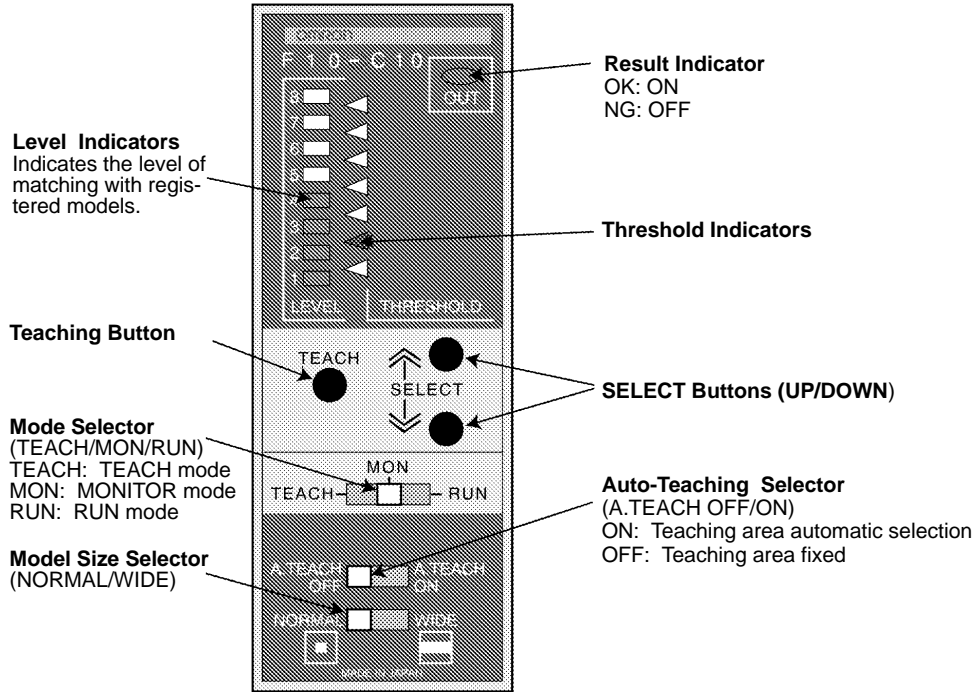 OMRON
F10-C10
OUT
8
7
6
5
4
3
2
1
LEVEL
THRESHOLD
TEACH
SELECT
MON
TEACH
RUN
A.TEACH OFF
A.TEACH ON
NORMAL
WIDE
MADE IN JAPAN
Level Indicators
Indicates the level of
matching with regis-
tered models.
Teaching Button
Mode Selector
(TEACH/MON/RUN)
TEACH: TEACH mode
MON: MONITOR mode
RUN: RUN mode
Model Size Selector
(NORMAL/WIDE)
Result Indicator
OK: ON
NG: OFF
Threshold Indicators
SELECT Buttons (UP/DOWN)
Auto-Teaching Selector
(A.TEACH OFF/ON)
ON: Teaching area automatic selection
OFF: Teaching area fixed